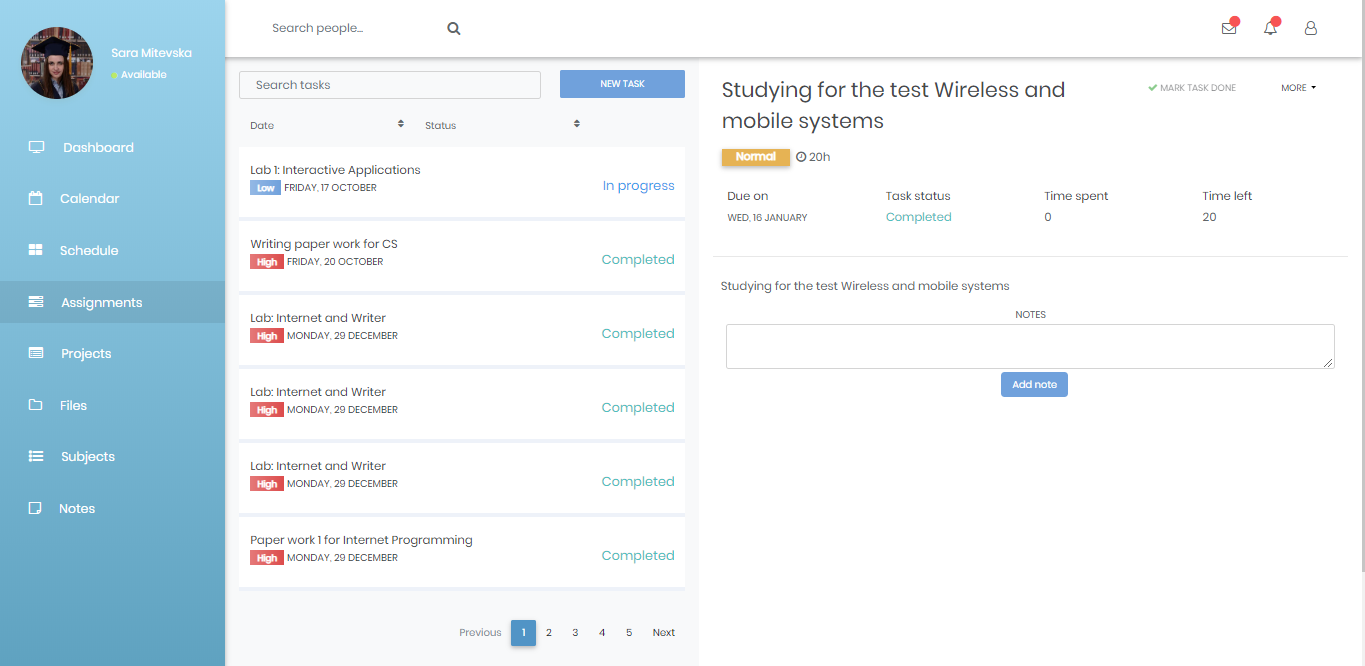 Sara Mitevska
Available
Dashboard
Calendar
Schedule
Assignments
Projects
Files
Subjects
Notes
Search people...
Search tasks
NEW TASK
Date
Status
Lab 1: Interactive Applications
Low FRIDAY, 17 OCTOBER
In progress
Writing paper work for CS
High FRIDAY, 20 OCTOBER
Completed
Lab: Internet and Writer
High MONDAY, 29 DECEMBER
Completed
Lab: Internet and Writer
High MONDAY, 29 DECEMBER
Completed
Lab: Internet and Writer
High MONDAY, 29 DECEMBER
Completed
Paper work 1 for Internet Programming
High MONDAY, 29 DECEMBER
Completed
Previous 1 2 3 4 5 Next
Studying for the test Wireless and
mobile systems
MARK TASK DONE
MORE
Normal 20h
Due on Task status Time spent Time left
WED, 16 JANUARY Completed 0 20
Studying for the test Wireless and mobile systems
NOTES
Add note